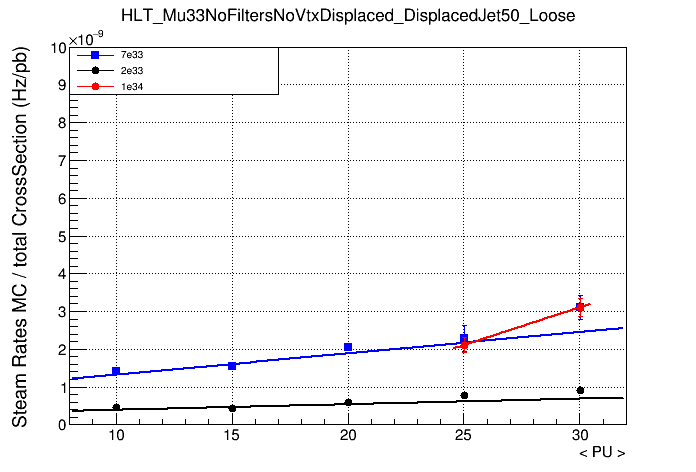 HLT_Mu33NoFiltersNoVtxDisplaced_DisplacedJet50_Loose
×10⁻⁹
7e33
2e33
1e34
Steam Rates MC / total CrossSection (Hz/pb)
10
9
8
7
6
5
4
3
2
1
0
10 15 20 25 30
< PU >